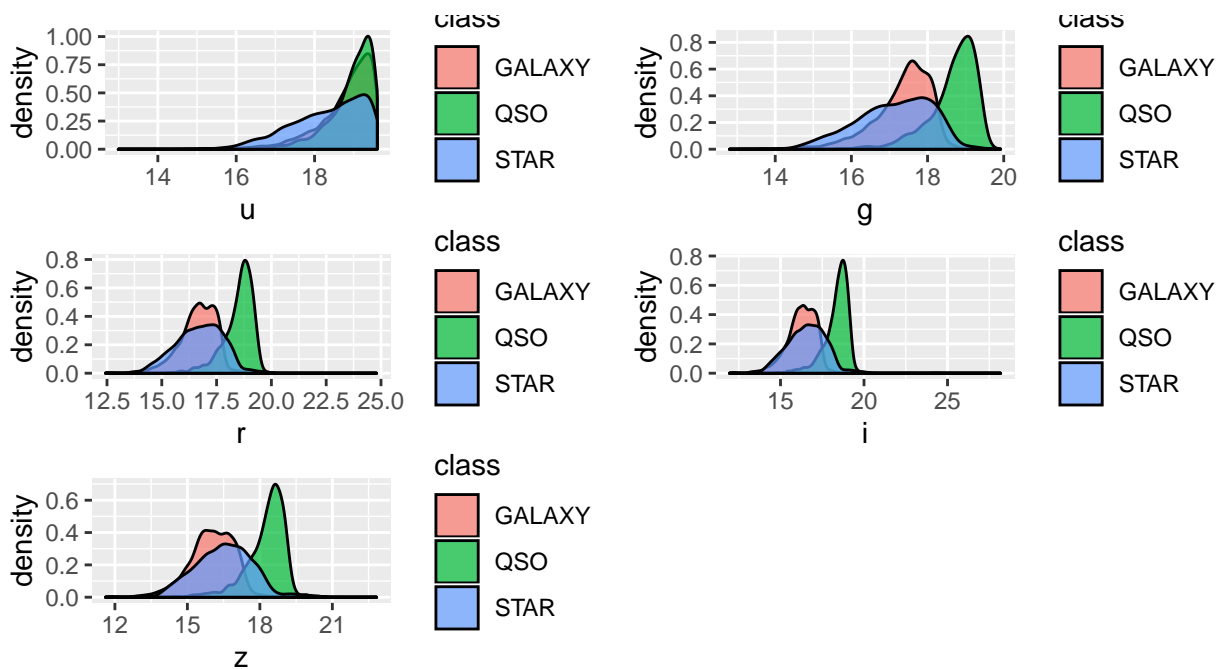 class
GALAXY
QSO
STAR
density
1.00
0.75
0.50
0.25
0.00
14 16 18
u
class
GALAXY
QSO
STAR
density
0.8
0.6
0.4
0.2
0.0
14 16 18 20
g
class
GALAXY
QSO
STAR
density
0.8
0.6
0.4
0.2
0.0
12.5 15.0 17.5 20.0 22.5 25.0
r
class
GALAXY
QSO
STAR
density
0.8
0.6
0.4
0.2
0.0
15 20 25
i
class
GALAXY
QSO
STAR
density
0.6
0.4
0.2
0.0
12 15 18 21
z